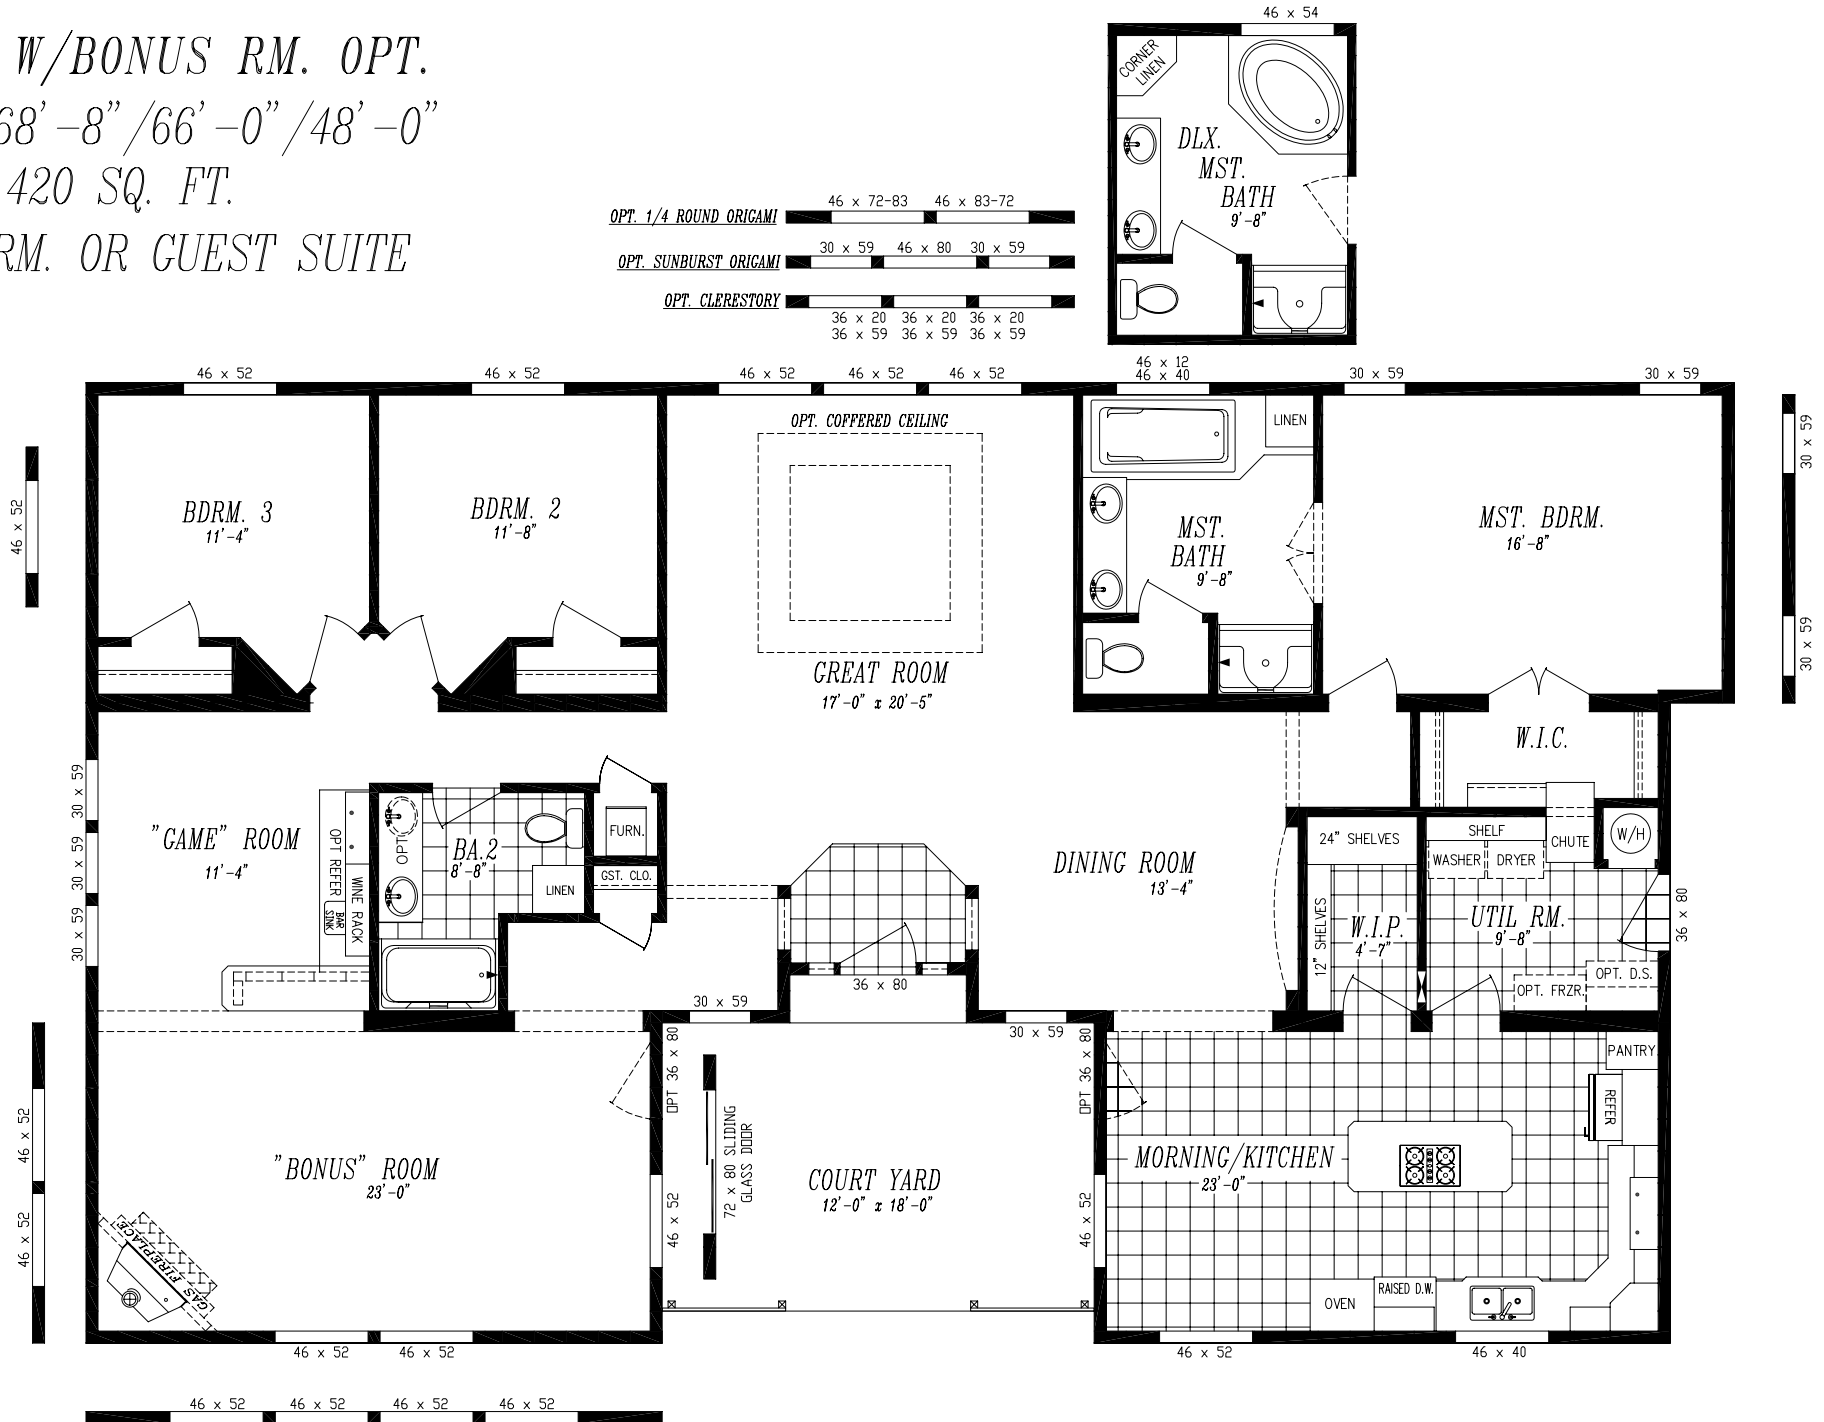 W/BONUS RM. OPT.
68'-8"/66'-0"/48'-0"
420 SQ. FT.
RM. OR GUEST SUITE
46 x 54
CORNER
LINEN
DLX.
MST.
BATH
9'-8"
46 x 72-83 46 x 83-72
OPT. 1/4 ROUND ORIGAMI
30 x 59 46 x 80 30 x 59
OPT. SUNBURST ORIGAMI
OPT. CLERESTORY
36 x 20 36 x 20 36 x 20
36 x 59 36 x 59 36 x 59
46 x 52
46 x 52
46 x 52 46 x 52 46 x 52
46 x 12
46 x 40
30 x 59
30 x 59
OPT. COFFERED CEILING
LINEN
30 x 59
46 x 52
BDRM. 3
11'-4"
BDRM. 2
11'-8"
MST.
BATH
9'-8"
MST. BDRM.
16'-8"
30 x 59
GREAT ROOM
17'-0" x 20'-5"
W.I.C.
30 x 59
30 x 59
30 x 59
"GAME" ROOM
11'-4"
OPT REFER
WINE RACK
BAR
SINK
OPT
BA.2
8'-8"
LINEN
FURN.
GST. CLO.
DINING ROOM
13'-4"
24" SHELVES
12" SHELVES
W.I.P.
4'-7"
SHELF
WASHER
DRYER
CHUTE
W/H
UTIL RM.
9'-8"
36 x 80
OPT. D.S.
OPT. FRZR.
36 x 80
30 x 59
30 x 59
OPT 36 x 80
OPT 36 x 80
PANTRY
REFER
46 x 52
46 x 52
"BONUS" ROOM
23'-0"
72 x 80 SLIDING
GLASS DOOR
COURT YARD
12'-0" x 18'-0"
MORNING/KITCHEN
23'-0"
46 x 52
46 x 52
GAS FIREPLACE
OVEN
RAISED D.W.
46 x 52 46 x 52
46 x 52
46 x 40
46 x 52 46 x 52 46 x 52 46 x 52